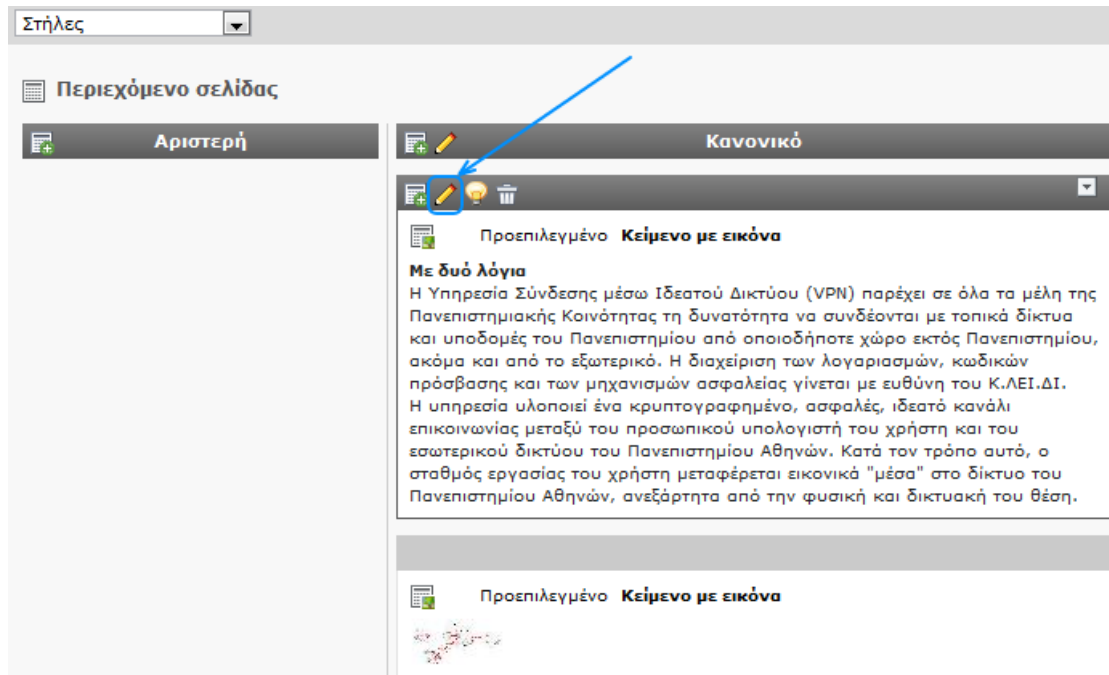 Στήλες
Περιεχόμενο σελίδας
Αριστερή
Κανονικό
Προεπιλεγμένο Κείμενο με εικόνα
Με δυό λόγια
Η Υπηρεσία Σύνδεσης μέσω Ιδεατού Δικτύου (VPN) παρέχει σε όλα τα μέλη της
Πανεπιστημιακής Κοινότητας τη δυνατότητα να συνδέονται με τοπικά δίκτυα
και υποδομές του Πανεπιστημίου από οποιοδήποτε χώρο εκτός Πανεπιστημίου,
ακόμα και από το εξωτερικό. Η διαχείριση των λογαριασμών, κωδικών
πρόσβασης και των μηχανισμών ασφαλείας γίνεται με ευθύνη του Κ.ΛΕΙ.ΔΙ.
Η υπηρεσία υλοποιεί ένα κρυπτογραφημένο, ασφαλές, ιδεατό κανάλι
επικοινωνίας μεταξύ του προσωπικού υπολογιστή του χρήστη και του
εσωτερικού δικτύου του Πανεπιστημίου Αθηνών. Κατά τον τρόπο αυτό, ο
σταθμός εργασίας του χρήστη μεταφέρεται εικονικά "μέσα" στο δίκτυο του
Πανεπιστημίου Αθηνών, ανεξάρτητα από την φυσική και δικτυακή του θέση.
Προεπιλεγμένο Κείμενο με εικόνα